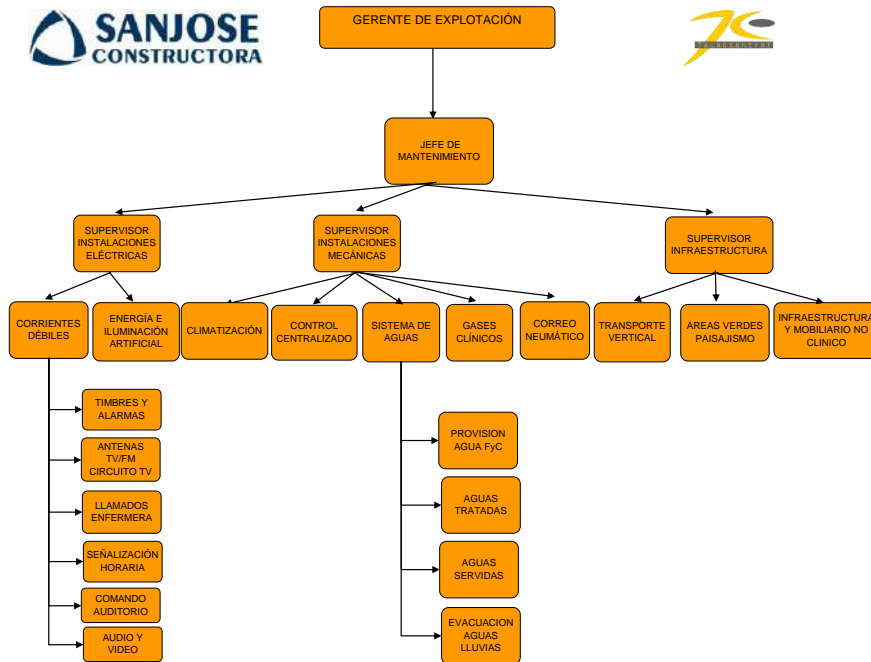 SANJOSE
CONSTRUCTORA
GERENTE DE EXPLOTACIÓN
Tecnocontrol
JEFE DE
MANTENIMIENTO
SUPERVISOR
INSTALACIONES
ELÉCTRICAS
SUPERVISOR
INSTALACIONES
MECÁNICAS
SUPERVISOR
INFRAESTRUCTURA
CORRIENTES
DÉBILES
ENERGÍA E
ILUMINACIÓN
ARTIFICIAL
CLIMATIZACIÓN
CONTROL
CENTRALIZADO
SISTEMA DE
AGUAS
GASES
CLÍNICOS
CORREO
NEUMÁTICO
TRANSPORTE
VERTICAL
AREAS VERDES
PAISAJISMO
INFRAESTRUCTURA
Y MOBILIARIO NO
CLINICO
TIMBRES Y
ALARMAS
ANTENAS
TV/FM
CIRCUITO TV
LLAMADOS
ENFERMERA
SEÑALIZACIÓN
HORARIA
COMANDO
AUDITORIO
AUDIO Y
VIDEO
PROVISION
AGUA FyC
AGUAS
TRATADAS
AGUAS
SERVIDAS
EVACUACION
AGUAS
LLUVIAS